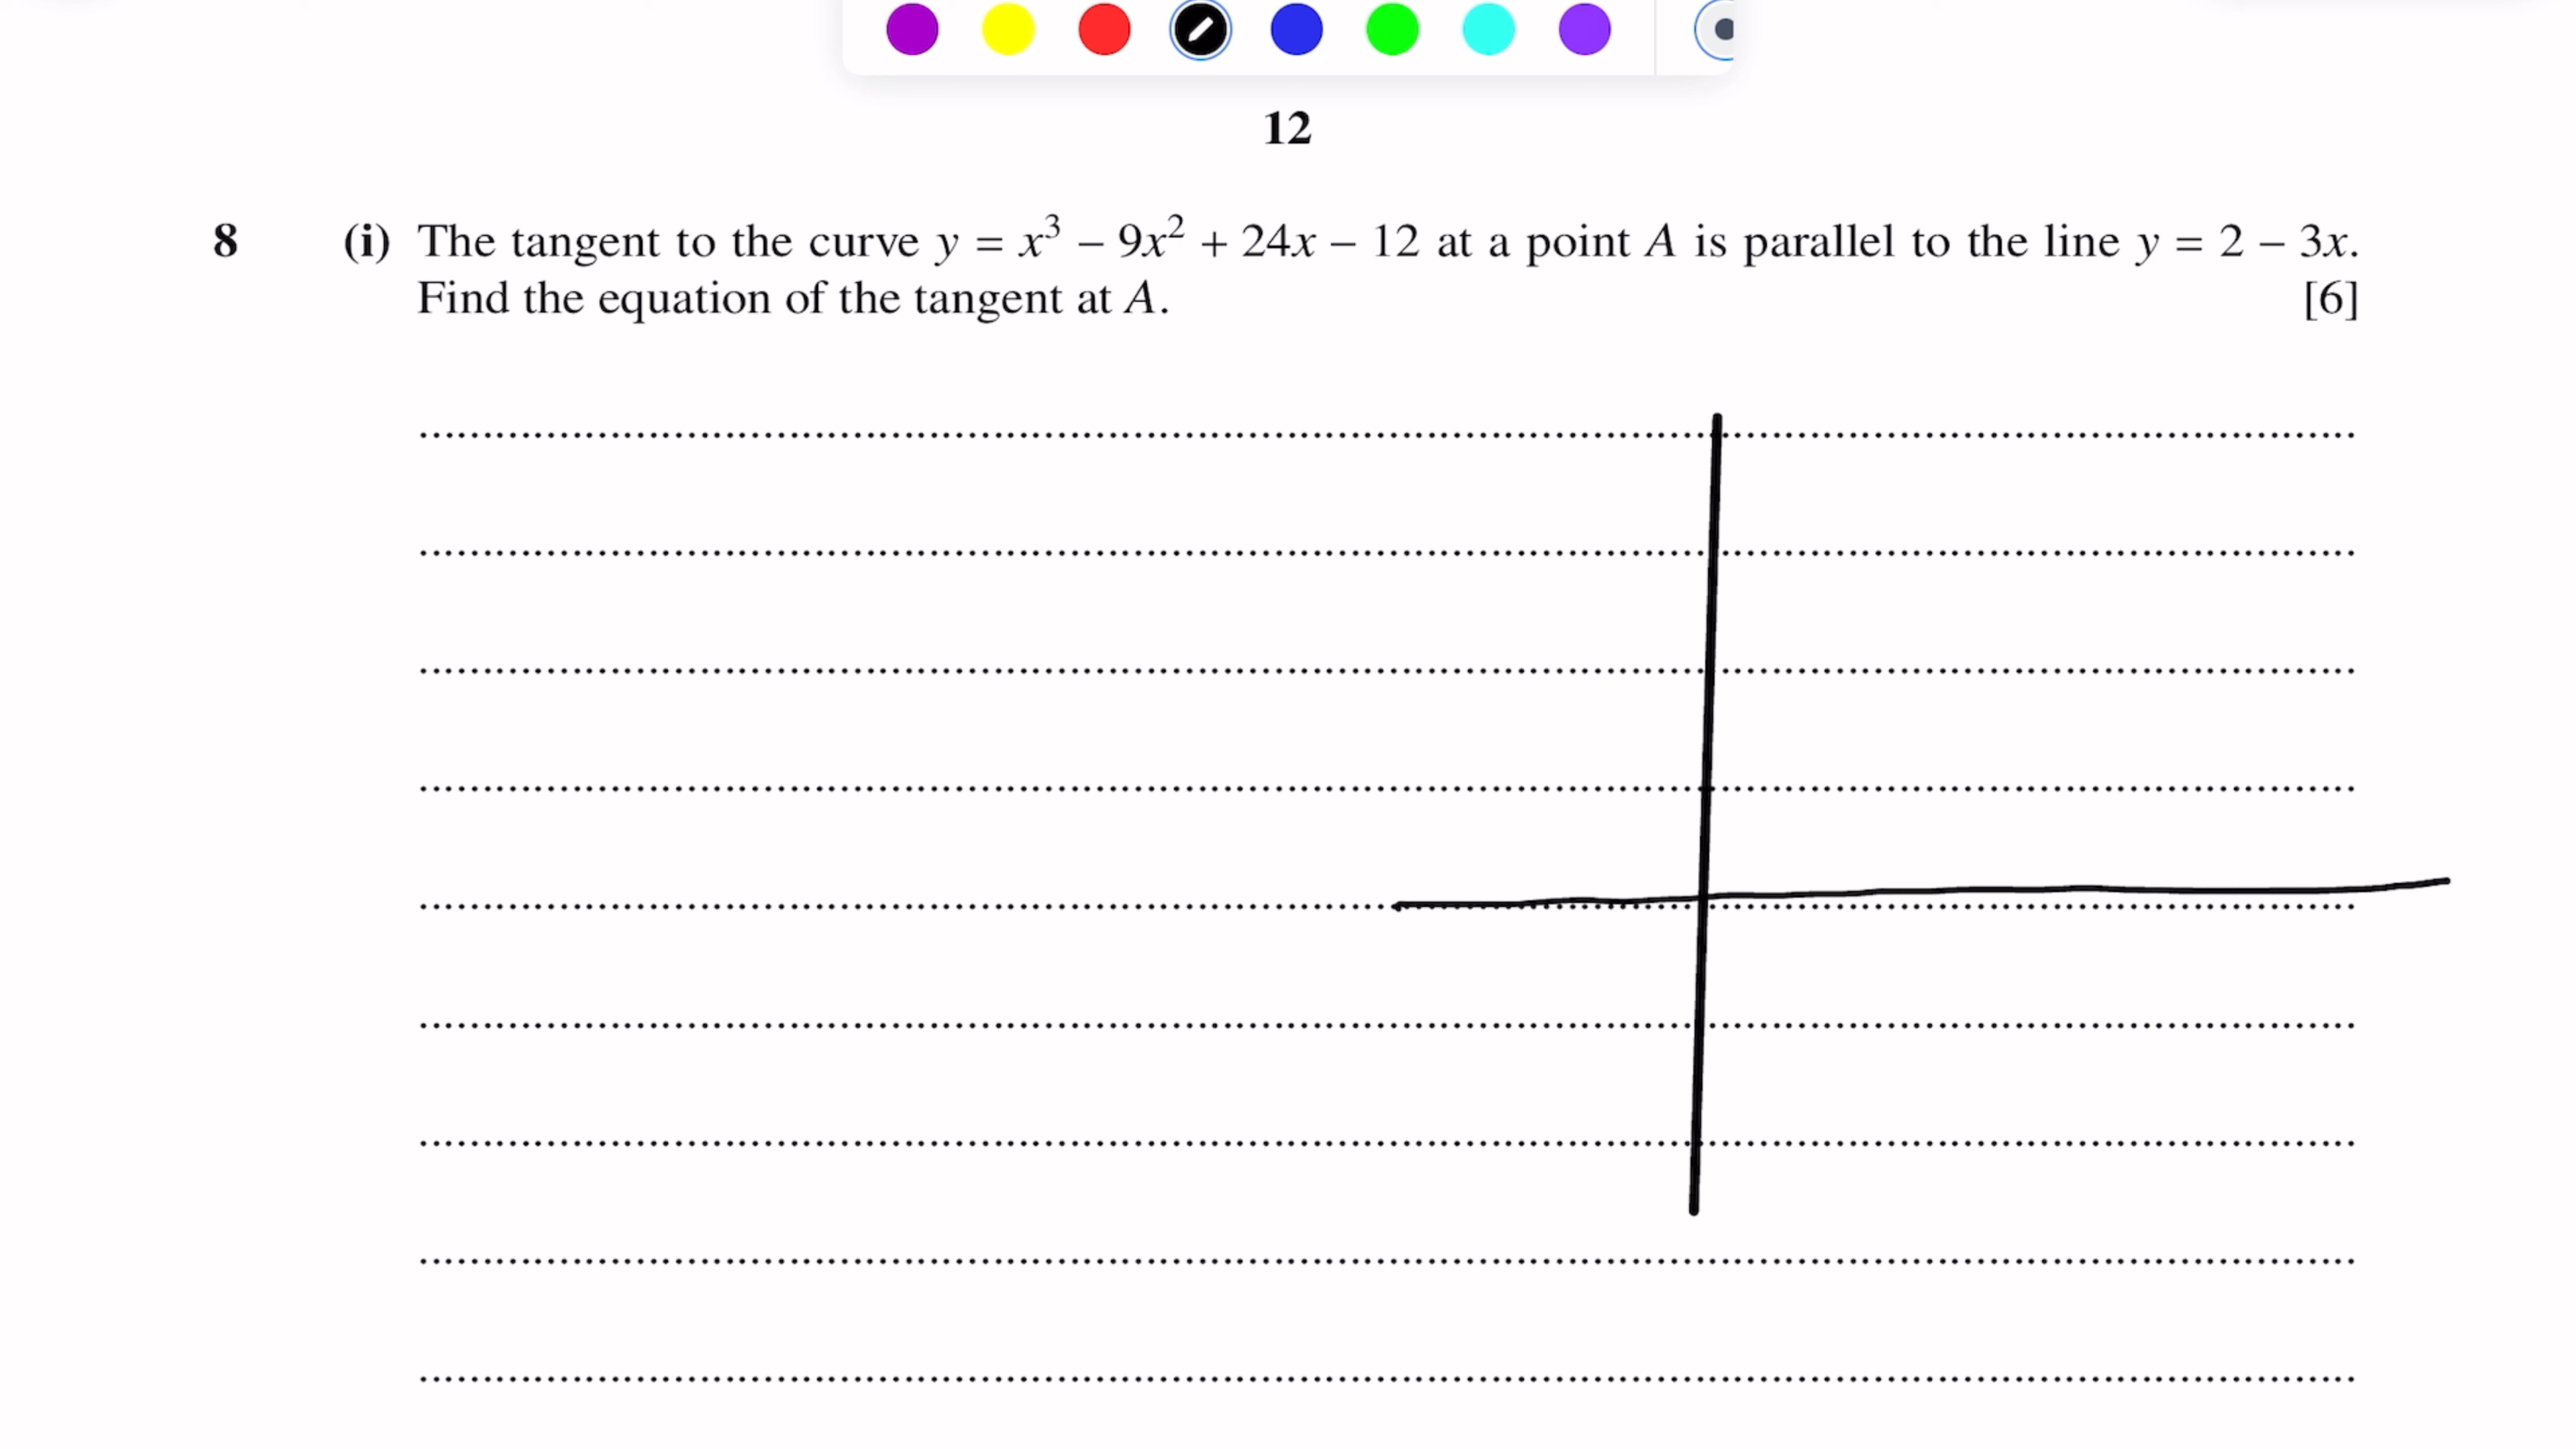 12
8 (i) The tangent to the curve y = x³ – 9x² + 24x – 12 at a point A is parallel to the line y = 2 – 3x.
Find the equation of the tangent at A. [6]